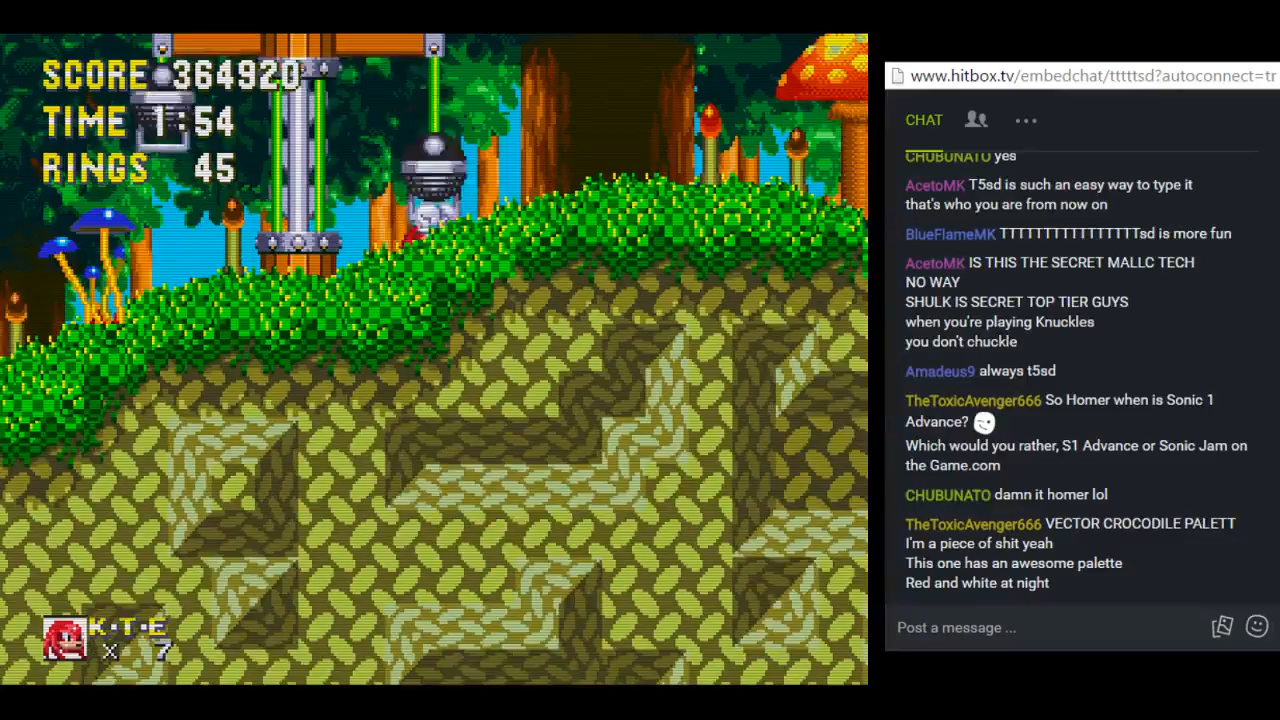 SCORE 364920
TIME 1:54
RINGS 45
K·T·E
X 7
www.hitbox.tv/embedchat/tttttsd?autoconnect=tr
CHAT
CHUBUNATO yes
AcetoMK T5sd is such an easy way to type it
that's who you are from now on
BlueFlameMK TTTTTTTTTTTTTTTTsd is more fun
AcetoMK IS THIS THE SECRET MALLC TECH
NO WAY
SHULK IS SECRET TOP TIER GUYS
when you're playing Knuckles
you don't chuckle
Amadeus9 always t5sd
TheToxicAvenger666 So Homer when is Sonic 1
Advance?
Which would you rather, S1 Advance or Sonic Jam on
the Game.com
CHUBUNATO damn it homer lol
TheToxicAvenger666 VECTOR CROCODILE PALETT
I'm a piece of shit yeah
This one has an awesome palette
Red and white at night
Post a message ...